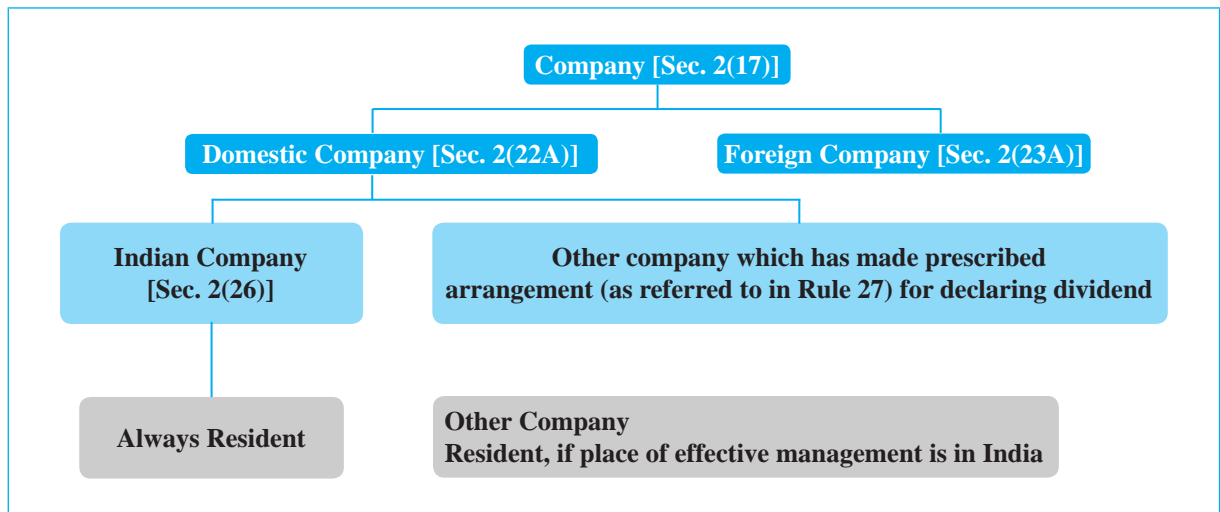 Company [Sec. 2(17)]
Domestic Company [Sec. 2(22A)]
Foreign Company [Sec. 2(23A)]
Indian Company
[Sec. 2(26)]
Other company which has made prescribed
arrangement (as referred to in Rule 27) for declaring dividend
Always Resident
Other Company
Resident, if place of effective management is in India